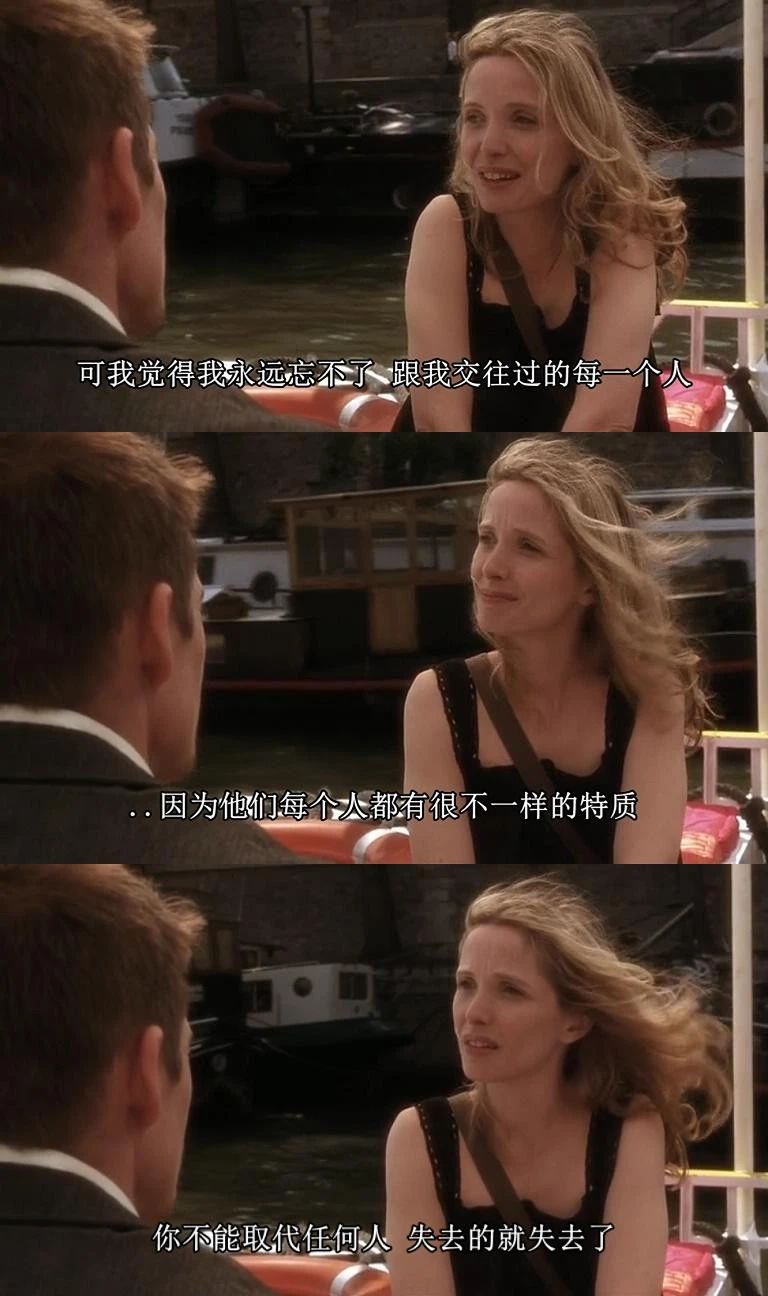 可我觉得我永远忘不了 跟我交往过的每一个人
..因为他们每个人都有很不一样的特质
你不能取代任何人 失去的就失去了